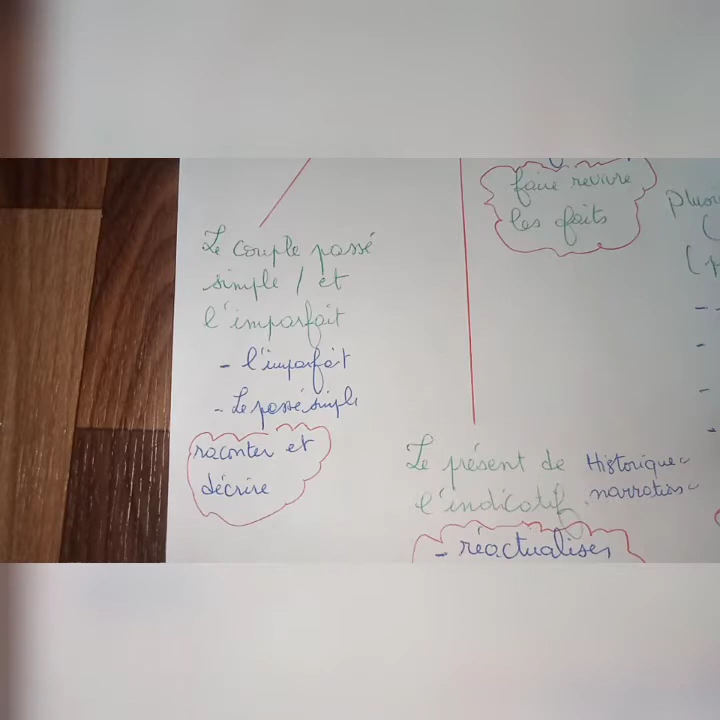 faire revivre
les faits
Le couple passé
simple / et
l'imparfait
- l'imparfait
- Le passé simple
raconter et
décrire
Le présent de
l'indicatif.
Historique
narration
- réactualiser